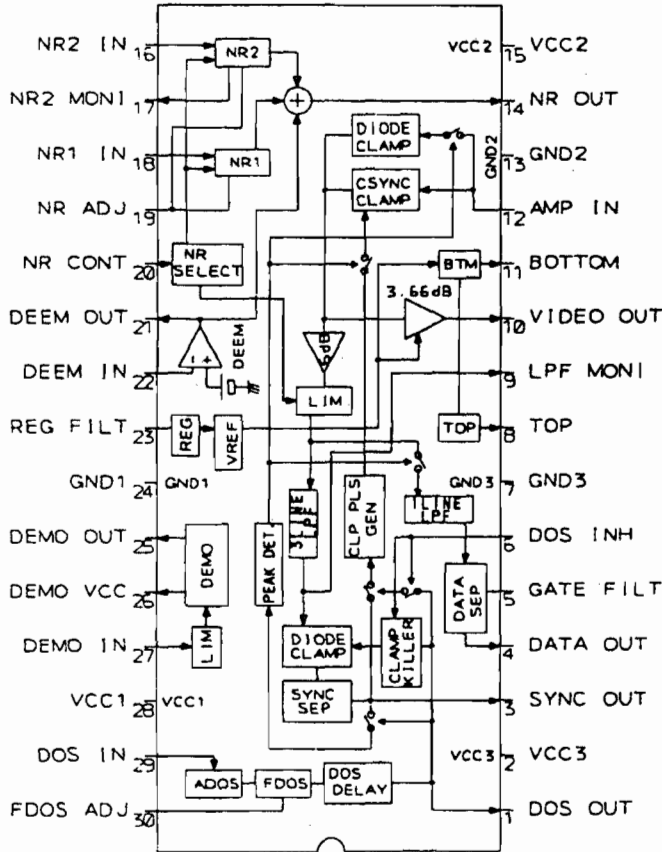 NR2 IN 16
NR2 MONI 17
NR1 IN 18
NR ADJ 19
NR CONT 20
DEEM OUT 21
DEEM IN 22
REG FILT 23
GND1 24
DEMO OUT 25
DEMO VCC 26
DEMO IN 27
VCC1 28
DOS IN 29
FDOS ADJ 30
NR2
NR1
NR
SELECT
+
- +
DEEM
REG
VREF
GND1
DEMO
LIM
VCC1
ADOS
FDOS
DOS
DELAY
DIODE
CLAMP
CSYNC
CLAMP
3.66dB
6dB
LIM
BTM
TOP
3LINE
LPF
PEAK DET.
CLP PLS
GEN
1LINE
LPF
DATA
SEP
DIODE
CLAMP
CLAMP
KILLER
SYNC
SEP
VCC2
GND2
GND3
VCC3
15 VCC2
14 NR OUT
13 GND2
12 AMP IN
11 BOTTOM
10 VIDEO OUT
9 LPF MONI
8 TOP
7 GND3
6 DOS INH
5 GATE FILT
4 DATA OUT
3 SYNC OUT
2 VCC3
1 DOS OUT